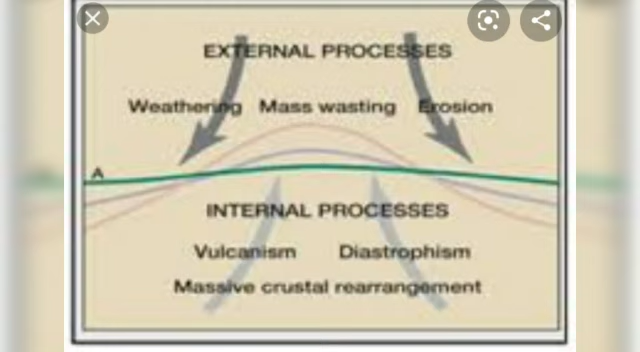 EXTERNAL PROCESSES
Weathering Mass wasting Erosion
A
INTERNAL PROCESSES
Vulcanism Diastrophism
Massive crustal rearrangement